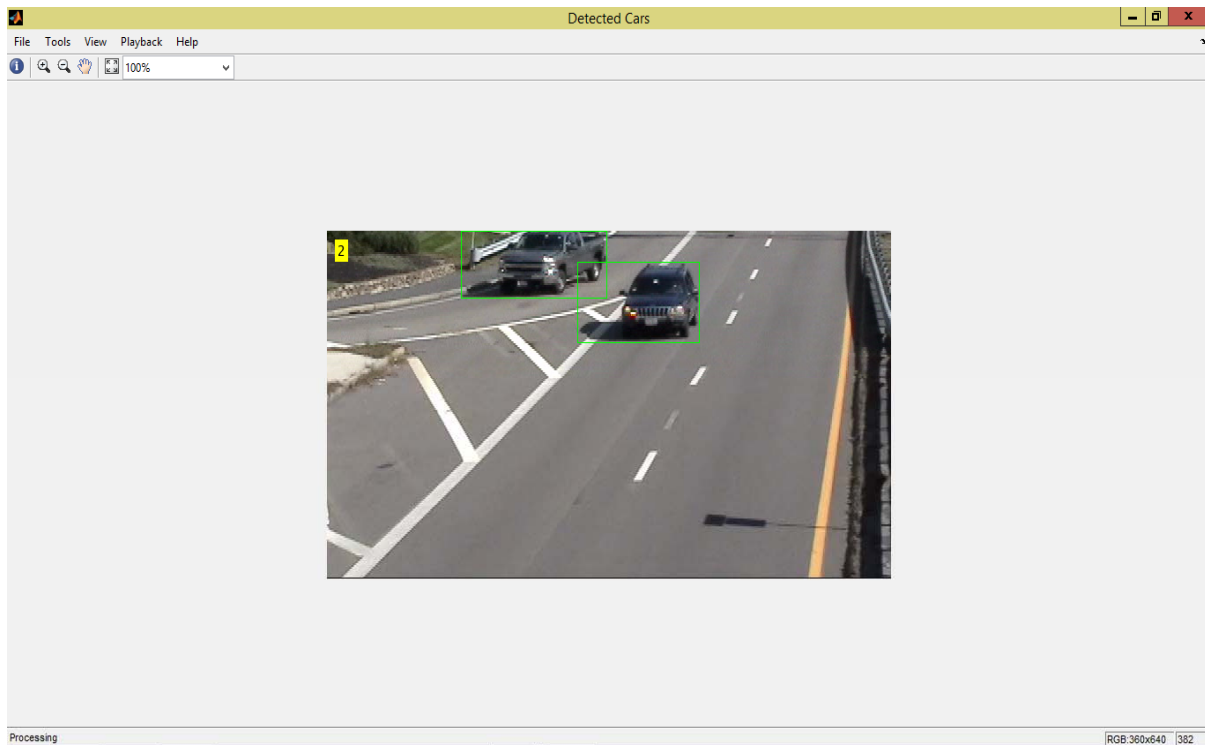 Detected Cars
File Tools View Playback Help
100%
2
Processing
RGB:360x640 382